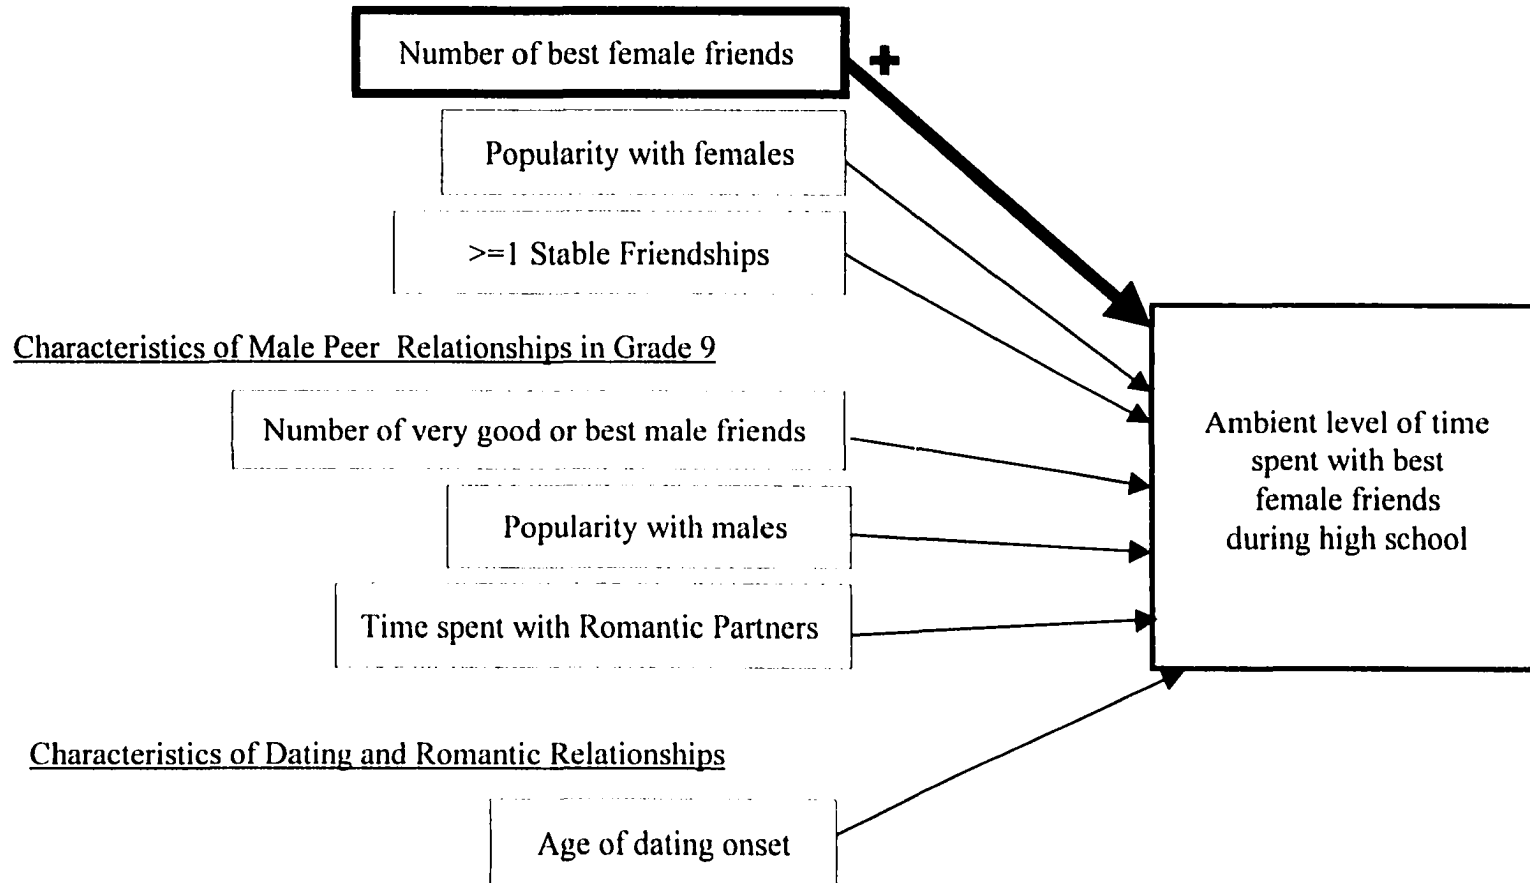 Number of best female friends
+
Popularity with females
>=1 Stable Friendships
Characteristics of Male Peer Relationships in Grade 9
Number of very good or best male friends
Popularity with males
Time spent with Romantic Partners
Ambient level of time
spent with best
female friends
during high school
Characteristics of Dating and Romantic Relationships
Age of dating onset